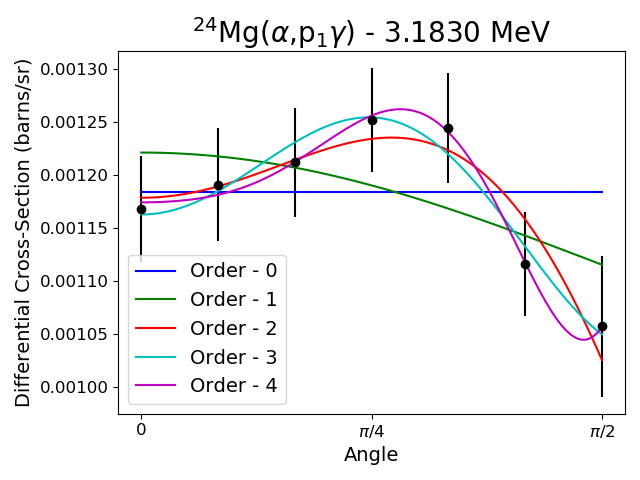 ²⁴Mg(α,p₁γ) - 3.1830 MeV
Differential Cross-Section (barns/sr)
0.00130
0.00125
0.00120
0.00115
0.00110
0.00105
0.00100
Order - 0
Order - 1
Order - 2
Order - 3
Order - 4
0
π/4
π/2
Angle